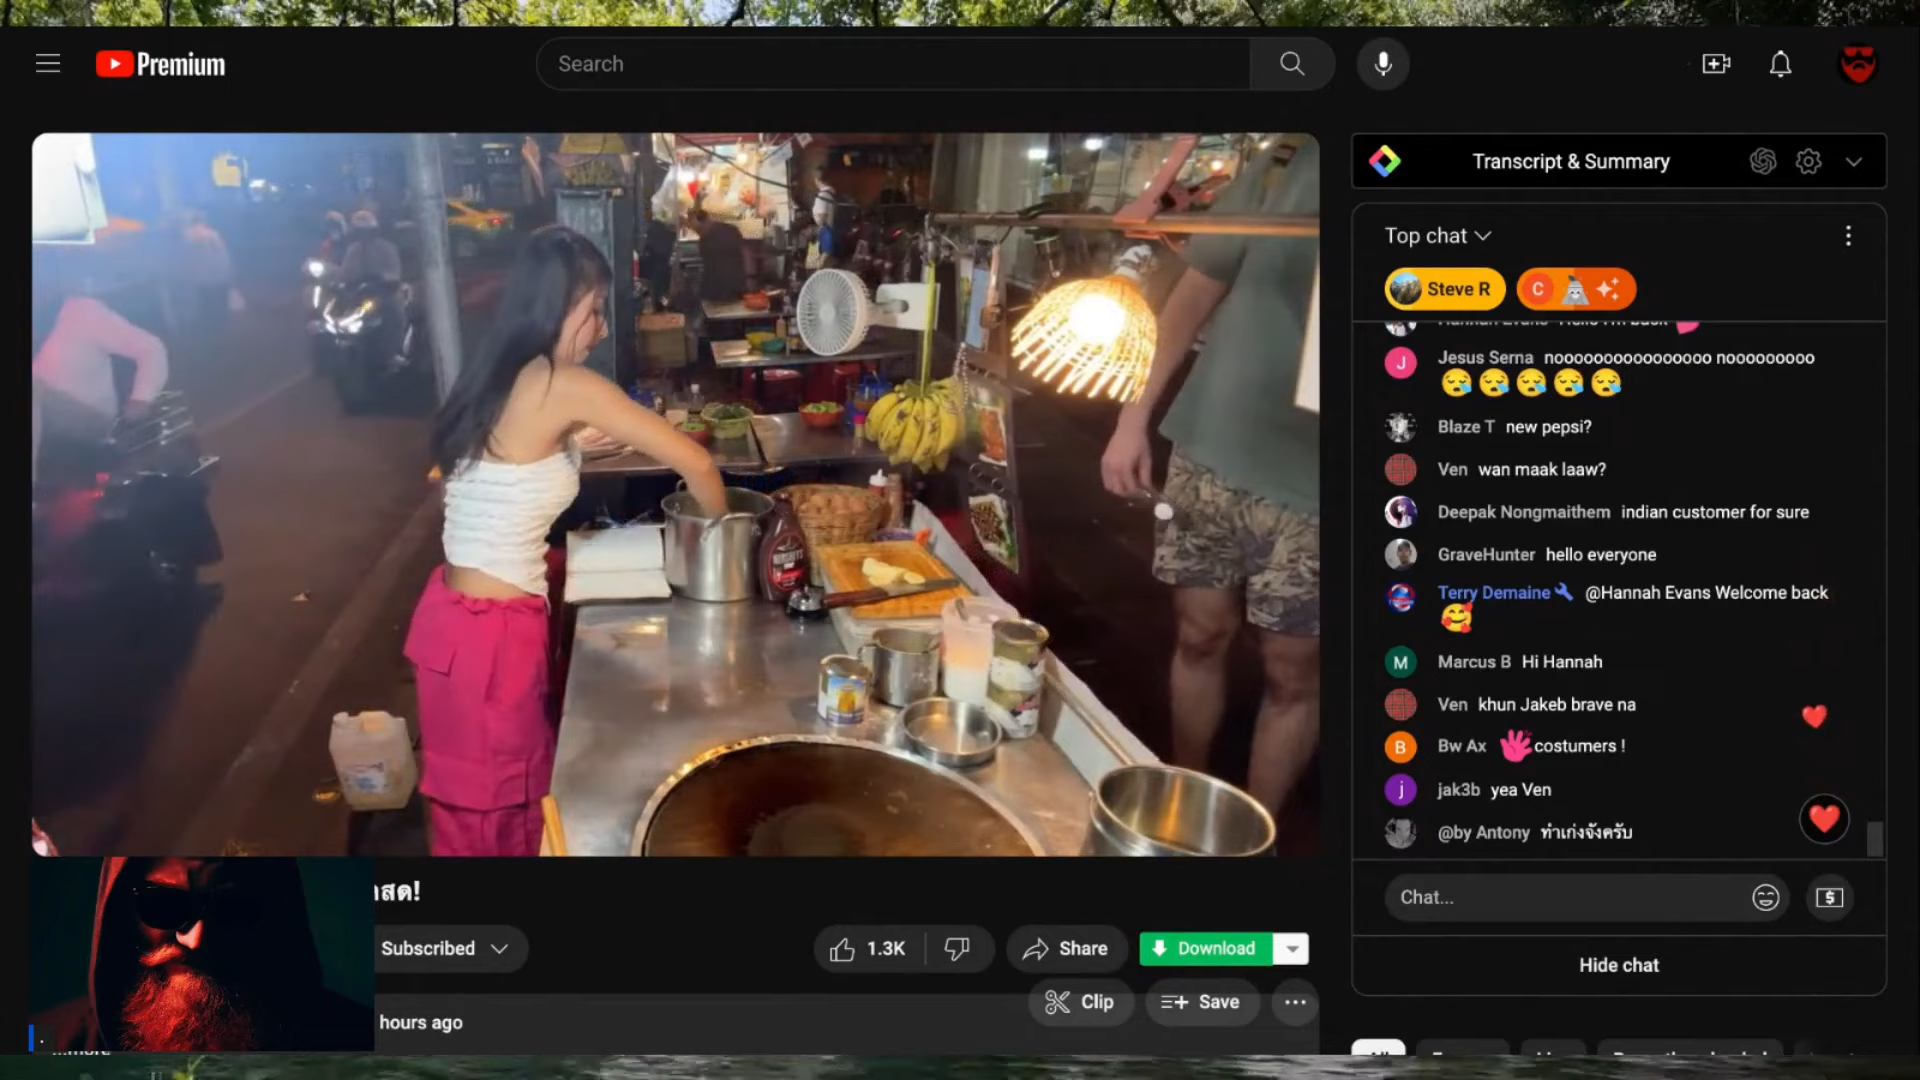 Premium
Search
Transcript & Summary
Top chat
Steve R
C
Jesus Serna noooooooooooooooo nooooooooo
Blaze T new pepsi?
Ven wan maak laaw?
Deepak Nongmaithem indian customer for sure
GraveHunter hello everyone
Terry Demaine @Hannah Evans Welcome back
Marcus B Hi Hannah
Ven khun Jakeb brave na
Bw Ax costumers !
jak3b yea Ven
@by Antony ทำเก่งจังครับ
Chat...
Hide chat
Subscribed
1.3K
Share
Download
Clip
Save
hours ago